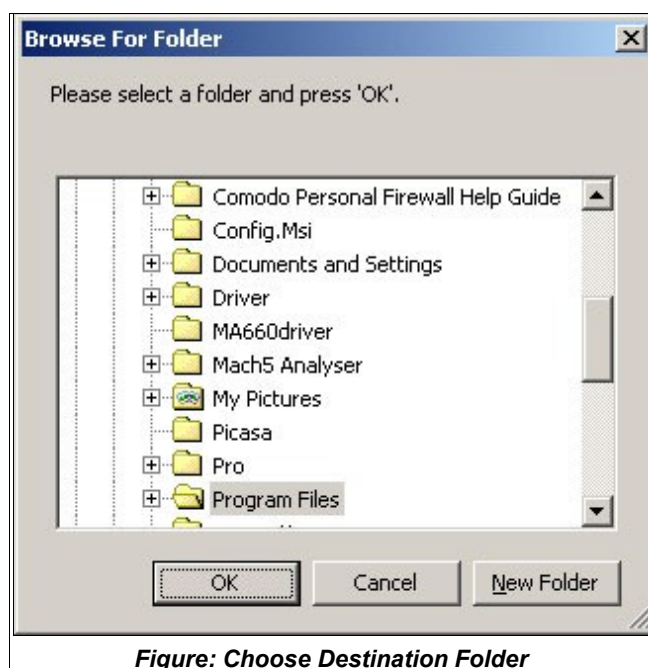 Browse For Folder
Please select a folder and press 'OK'.
Comodo Personal Firewall Help Guide
Config.Msi
Documents and Settings
Driver
MA660driver
Mach5 Analyser
My Pictures
Picasa
Pro
Program Files
OK
Cancel
New Folder
Figure: Choose Destination Folder